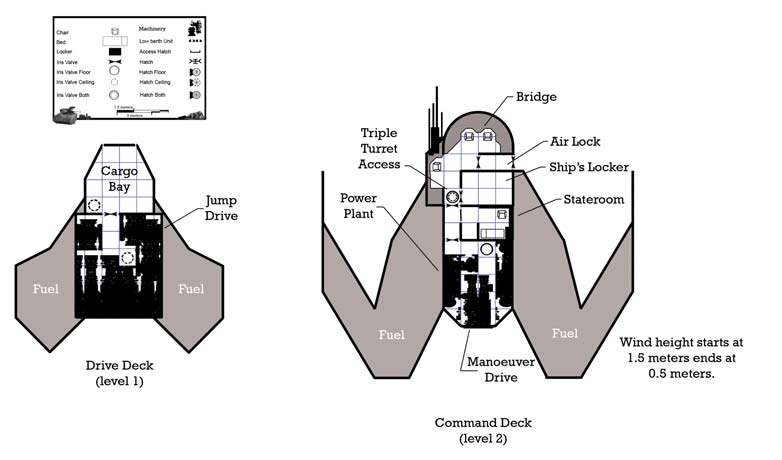 Chair
Machinery
Bed
Low berth Unit
Locker
Access Hatch
Iris Valve
Hatch
Iris Valve Floor
Hatch Floor
Iris Valve Ceiling
Hatch Ceiling
Iris Valve Both
Hatch Both
1.5 meters
3 meters
Cargo
Bay
Jump
Drive
Fuel
Fuel
Drive Deck
(level 1)
Bridge
Triple
Turret
Access
Air Lock
Ship's Locker
Power
Plant
Stateroom
Fuel
Fuel
Manoeuver
Drive
Wind height starts at
1.5 meters ends at
0.5 meters.
Command Deck
(level 2)